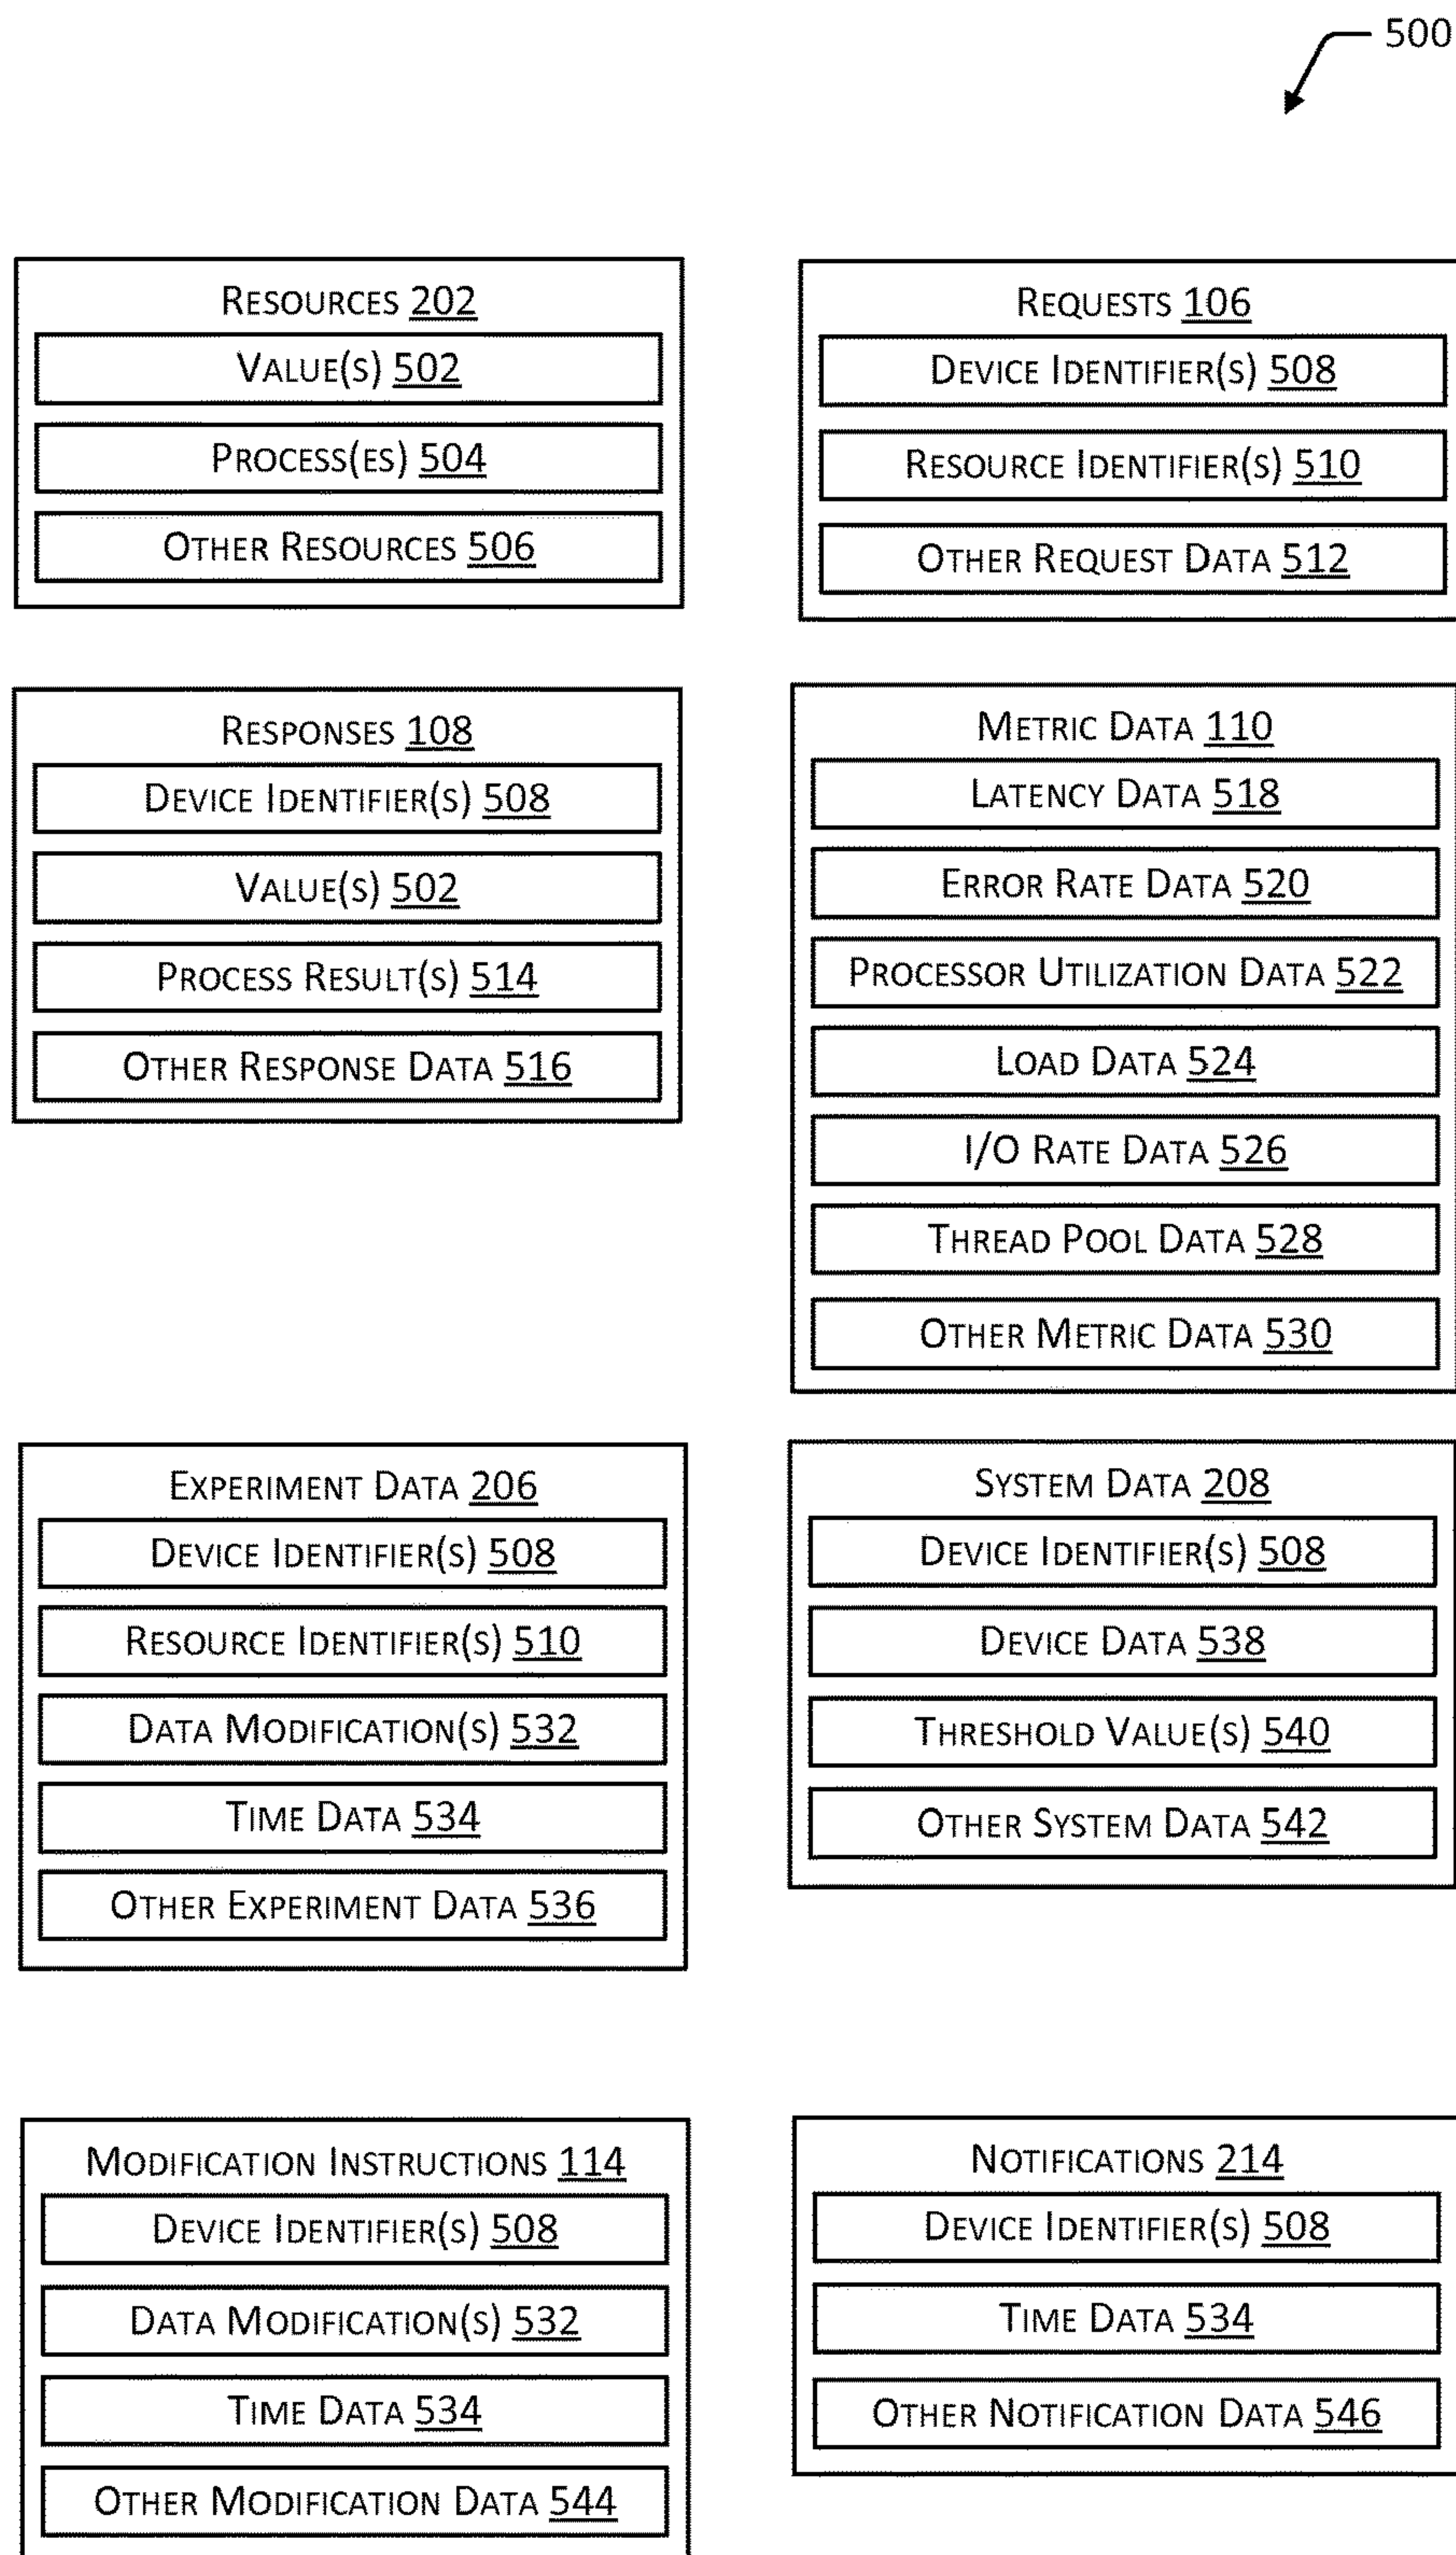 500
RESOURCES 202
VALUE(S) 502
PROCESS(ES) 504
OTHER RESOURCES 506
REQUESTS 106
DEVICE IDENTIFIER(S) 508
RESOURCE IDENTIFIER(S) 510
OTHER REQUEST DATA 512
RESPONSES 108
DEVICE IDENTIFIER(S) 508
VALUE(S) 502
PROCESS RESULT(S) 514
OTHER RESPONSE DATA 516
METRIC DATA 110
LATENCY DATA 518
ERROR RATE DATA 520
PROCESSOR UTILIZATION DATA 522
LOAD DATA 524
I/O RATE DATA 526
THREAD POOL DATA 528
OTHER METRIC DATA 530
EXPERIMENT DATA 206
DEVICE IDENTIFIER(S) 508
RESOURCE IDENTIFIER(S) 510
DATA MODIFICATION(S) 532
TIME DATA 534
OTHER EXPERIMENT DATA 536
SYSTEM DATA 208
DEVICE IDENTIFIER(S) 508
DEVICE DATA 538
THRESHOLD VALUE(S) 540
OTHER SYSTEM DATA 542
MODIFICATION INSTRUCTIONS 114
DEVICE IDENTIFIER(S) 508
DATA MODIFICATION(S) 532
TIME DATA 534
OTHER MODIFICATION DATA 544
NOTIFICATIONS 214
DEVICE IDENTIFIER(S) 508
TIME DATA 534
OTHER NOTIFICATION DATA 546